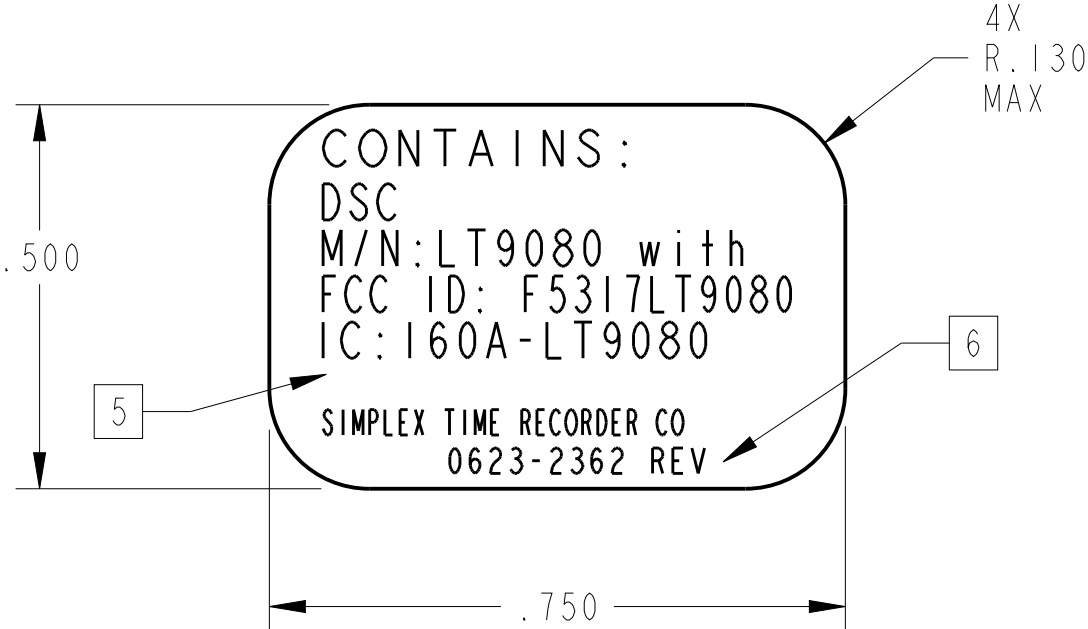 4X
R.130
MAX
CONTAINS:
DSC
M/N:LT9080 with
FCC ID: F5317LT9080
IC:160A-LT9080
SIMPLEX TIME RECORDER CO
0623-2362 REV
.500
5
6
.750